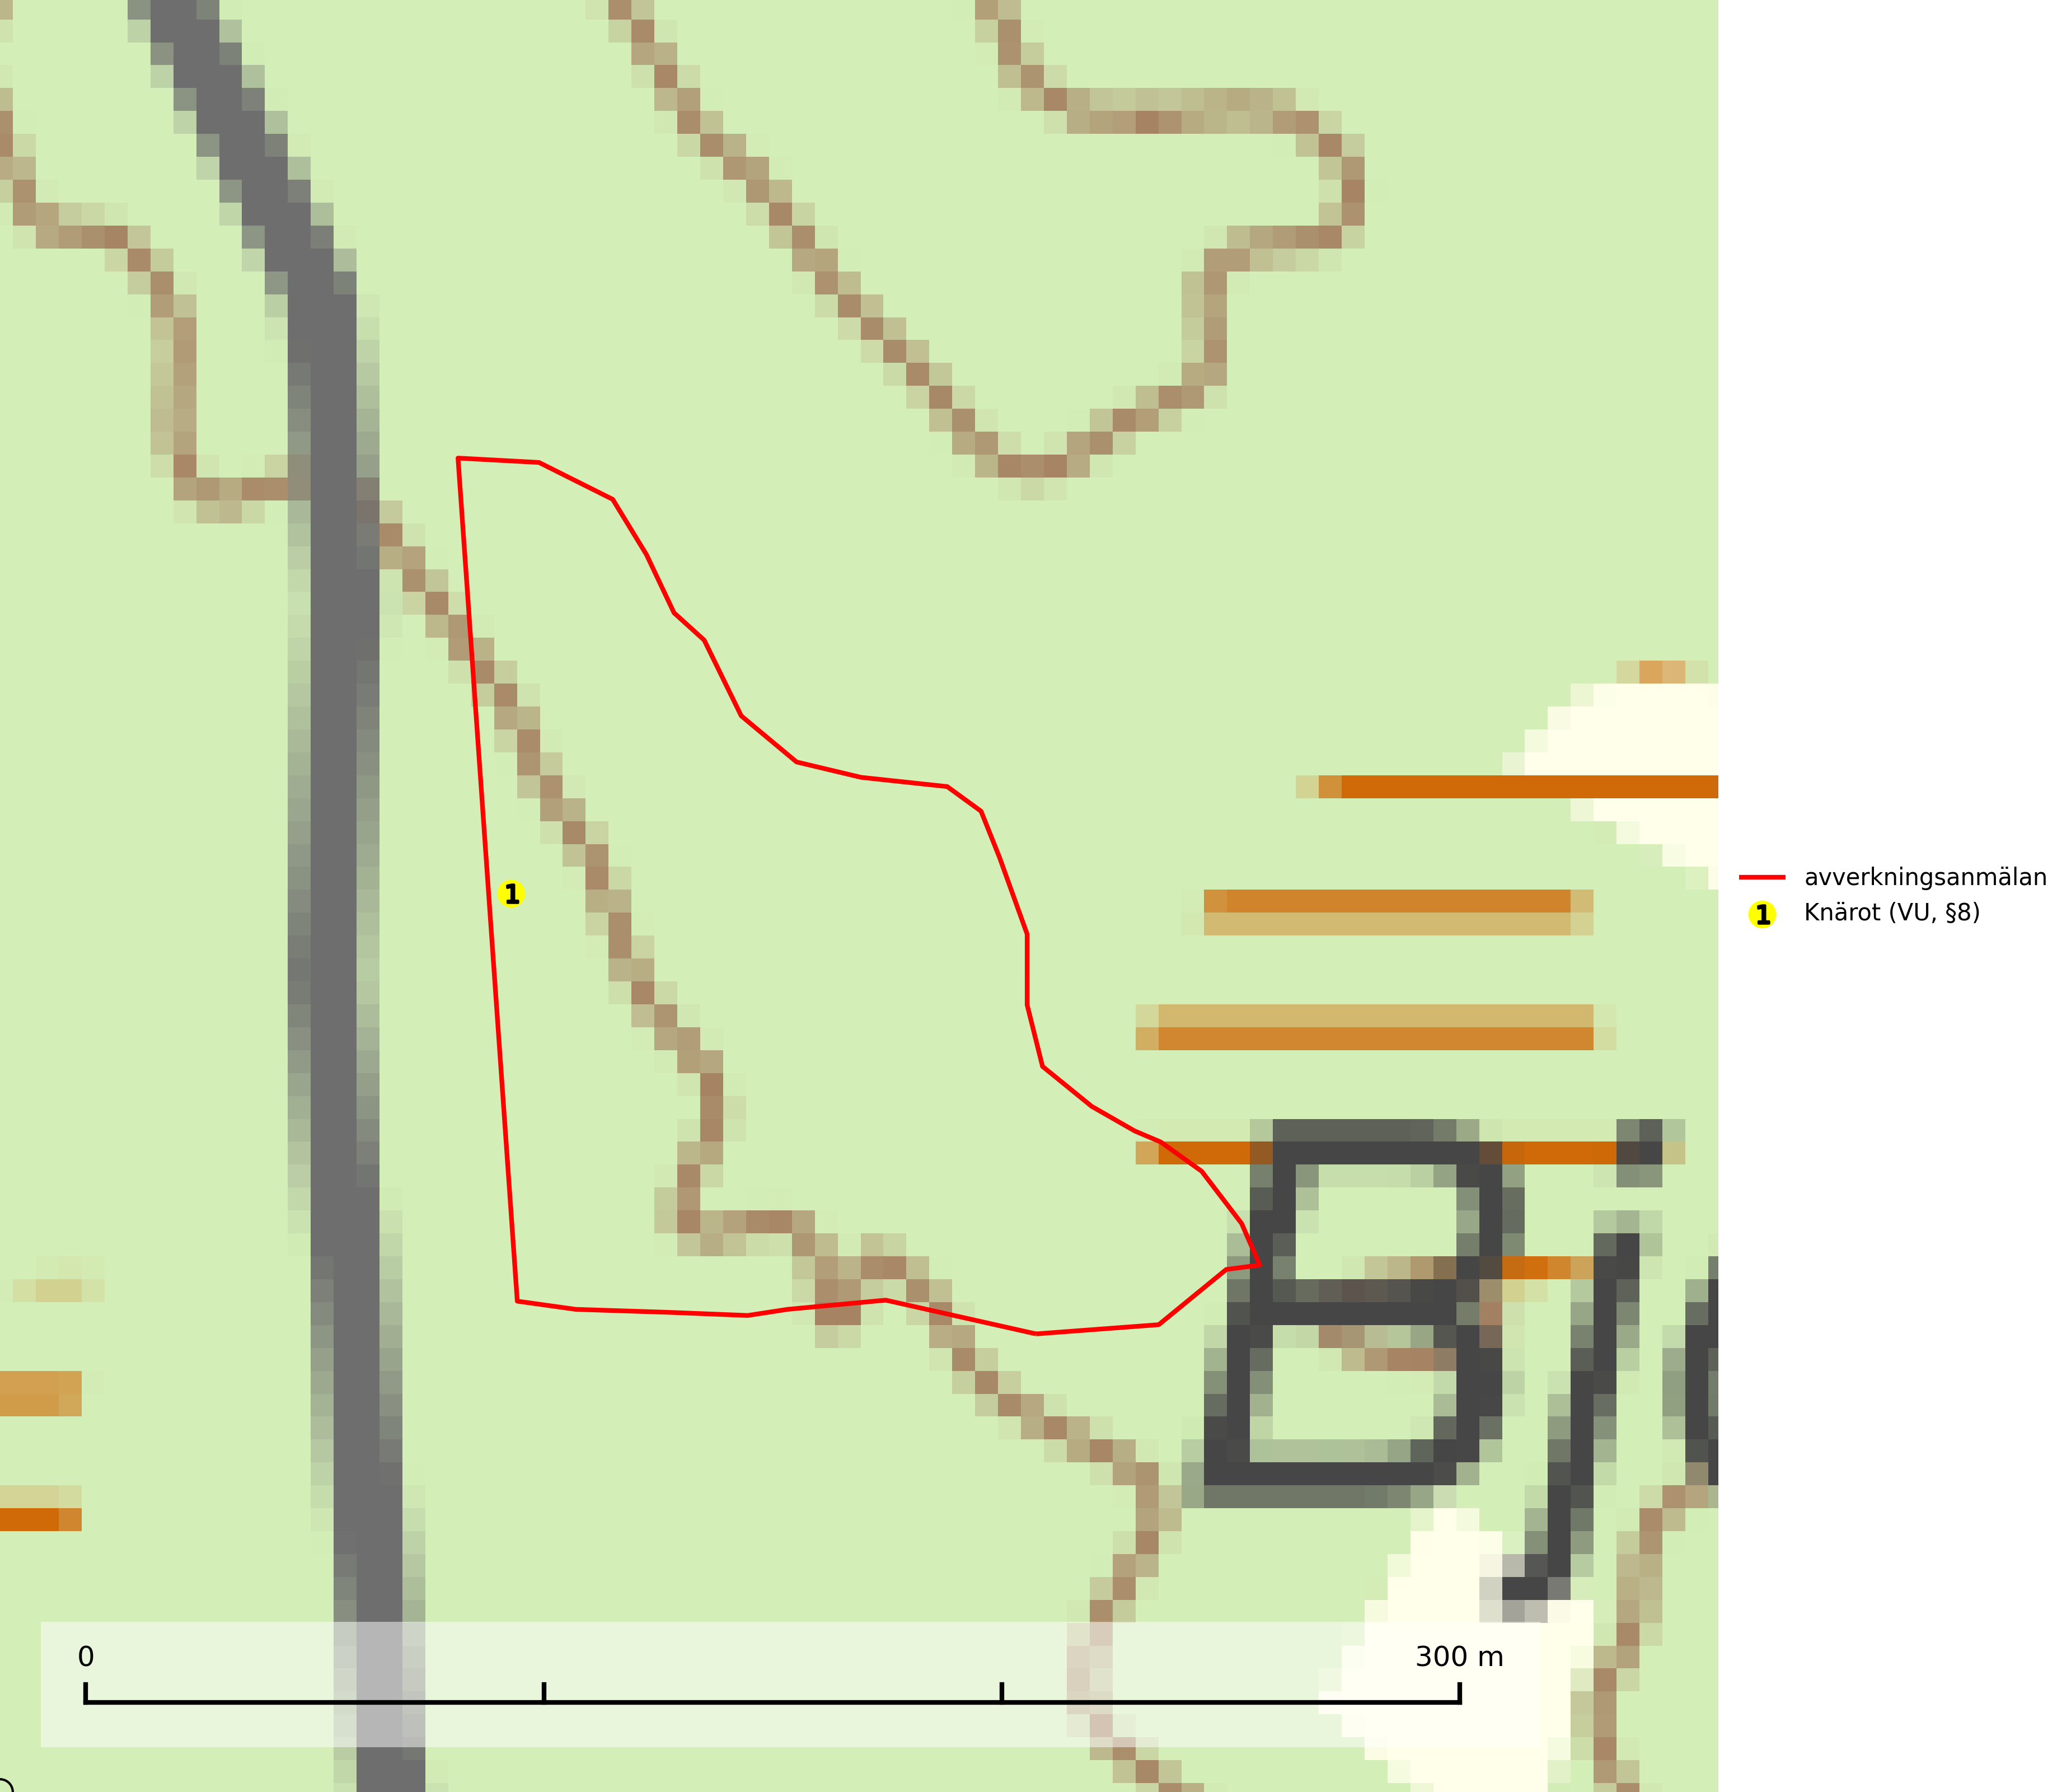 1
avverkningsanmälan
1 Knärot (VU, §8)
0 300 m